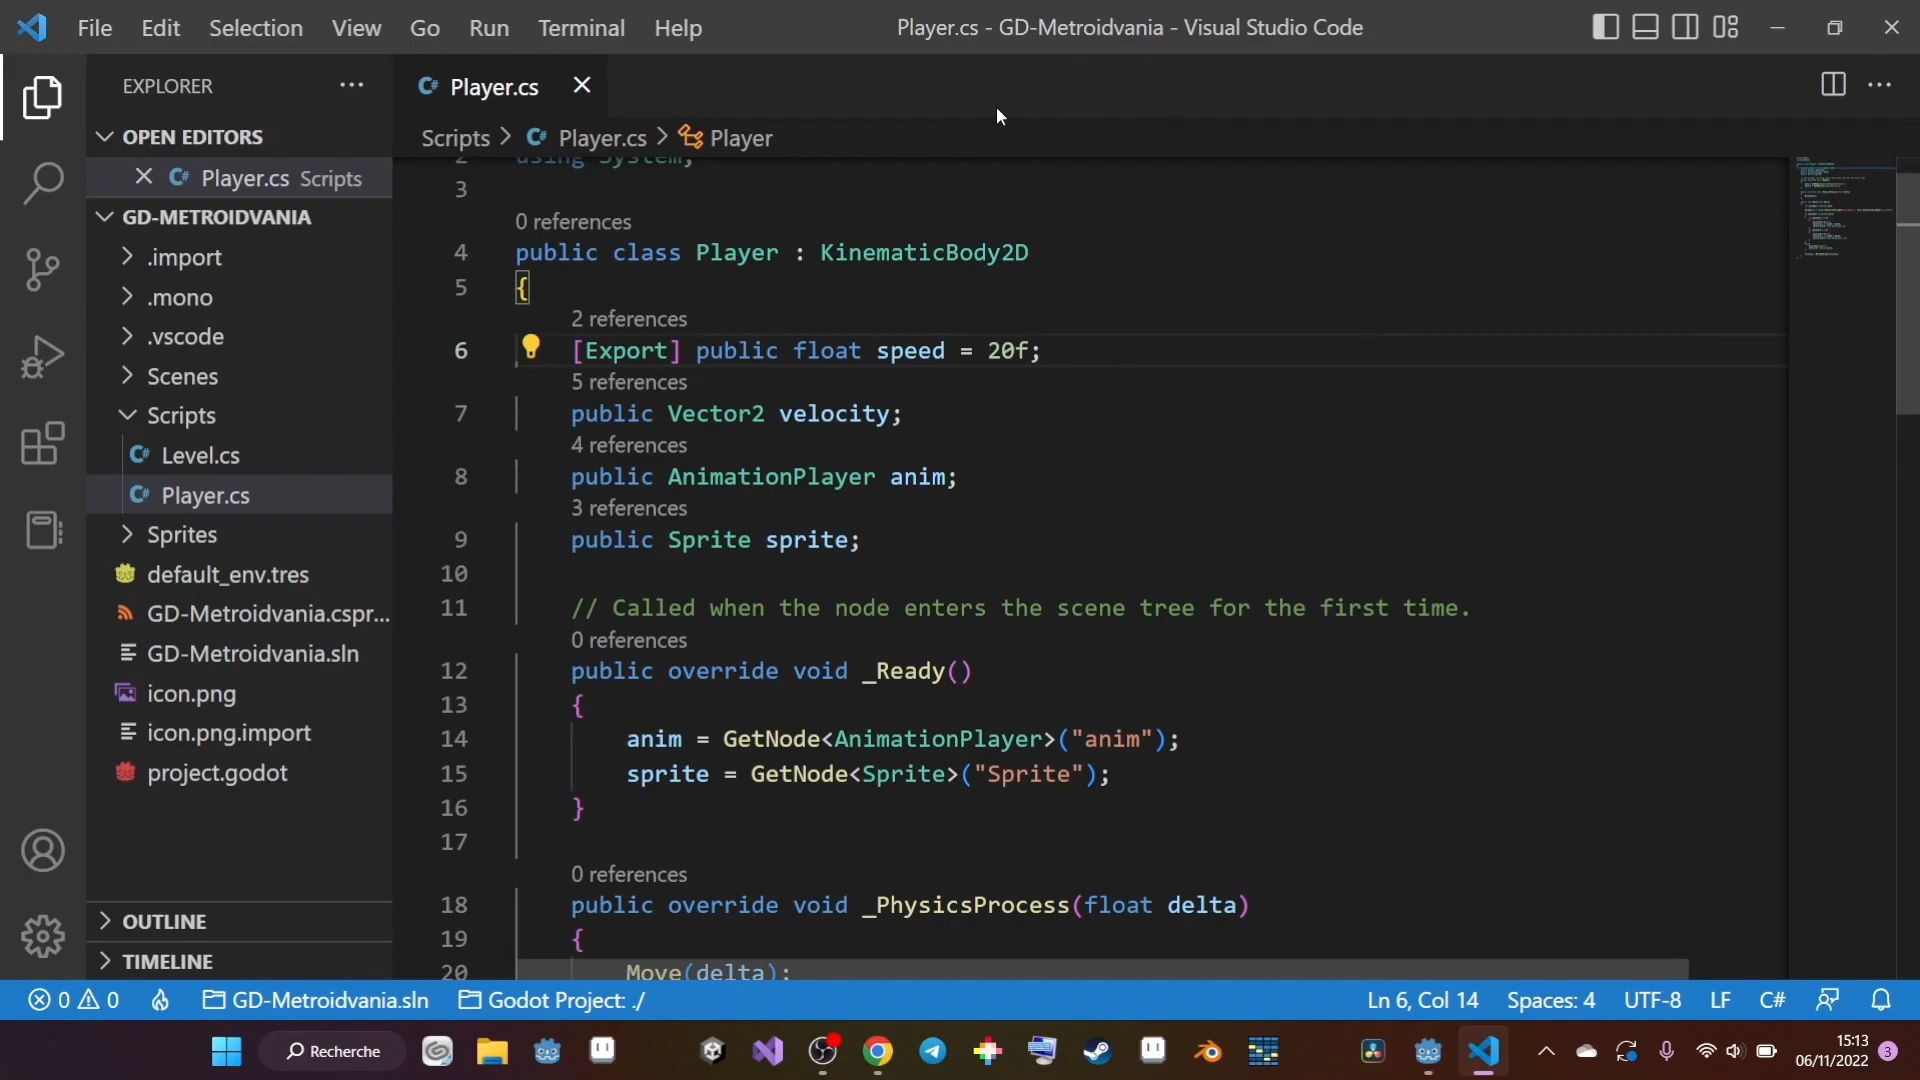 File Edit Selection View Go Run Terminal Help
Player.cs - GD-Metroidvania - Visual Studio Code
EXPLORER
OPEN EDITORS
Player.cs Scripts
GD-METROIDVANIA
.import
.mono
.vscode
Scenes
Scripts
Level.cs
Player.cs
Sprites
default_env.tres
GD-Metroidvania.cspr...
GD-Metroidvania.sln
icon.png
icon.png.import
project.godot
OUTLINE
TIMELINE
Player.cs
Scripts > Player.cs > Player
2 using System;
3
0 references
4 public class Player : KinematicBody2D
5 {
2 references
6 [Export] public float speed = 20f;
5 references
7 public Vector2 velocity;
4 references
8 public AnimationPlayer anim;
3 references
9 public Sprite sprite;
10
11 // Called when the node enters the scene tree for the first time.
0 references
12 public override void _Ready()
13 {
14 anim = GetNode<AnimationPlayer>("anim");
15 sprite = GetNode<Sprite>("Sprite");
16 }
17
0 references
18 public override void _PhysicsProcess(float delta)
19 {
20 Move(delta);
0 0 GD-Metroidvania.sln Godot Project: ./
Ln 6, Col 14 Spaces: 4 UTF-8 LF C#
Recherche
15:13
06/11/2022
3